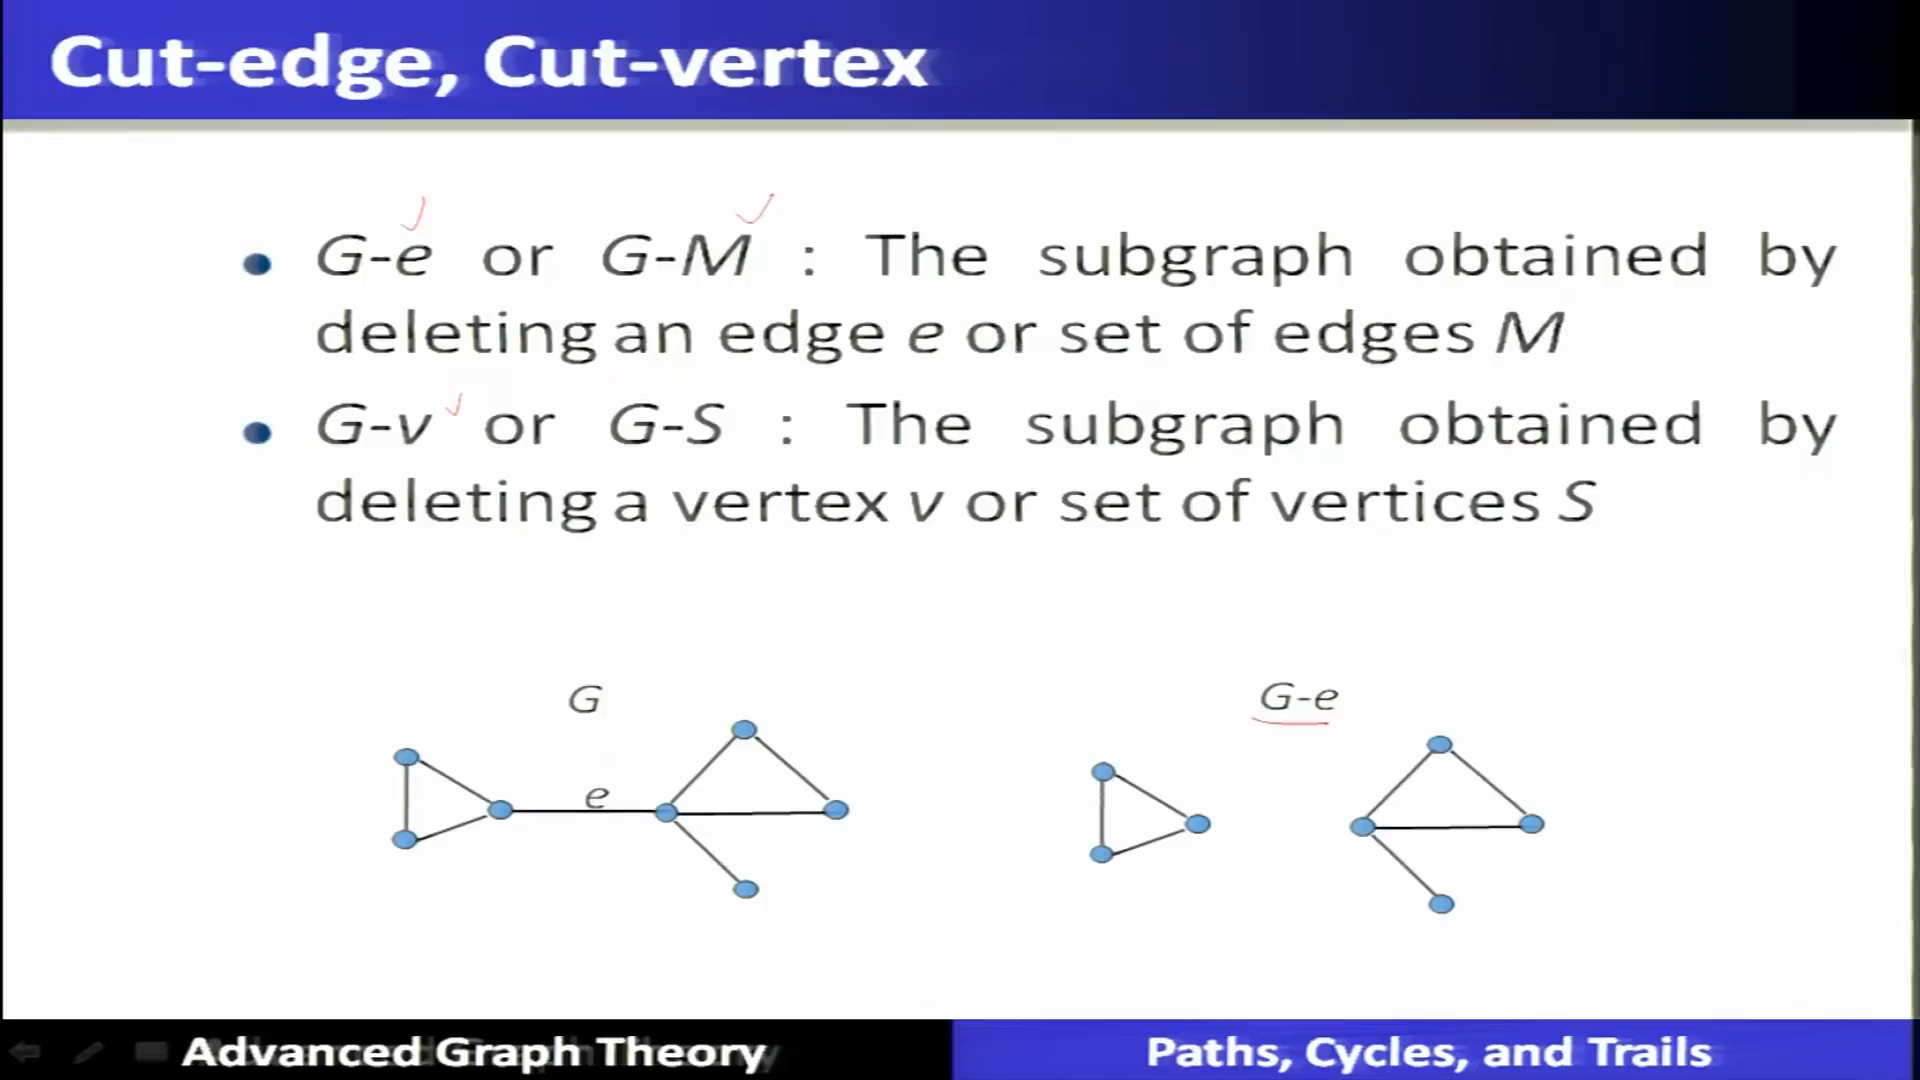 Cut-edge, Cut-vertex
G-e or G-M : The subgraph obtained by
deleting an edge e or set of edges M
G-v or G-S : The subgraph obtained by
deleting a vertex v or set of vertices S
G
G-e
e
Advanced Graph Theory
Paths, Cycles, and Trails